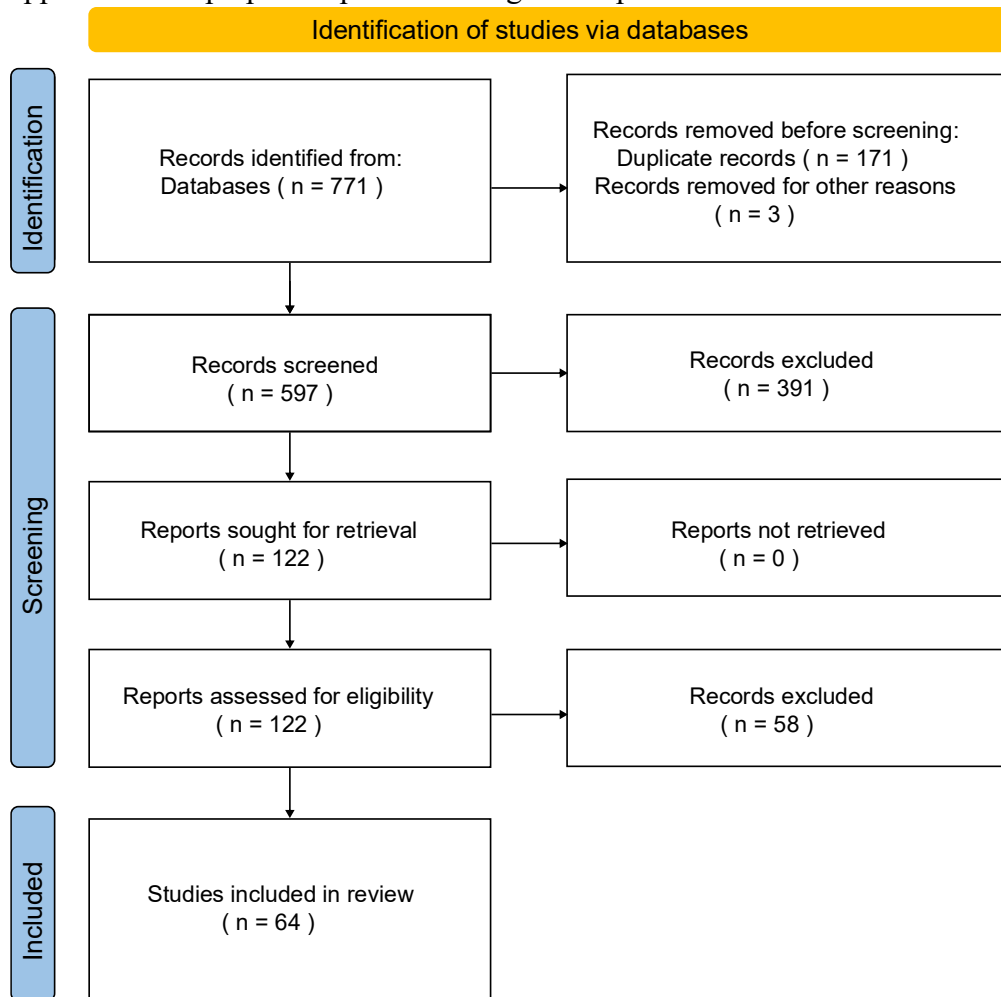 Identification of studies via databases
Identification
Records identified from:
Databases ( n = 771 )
Records removed before screening:
Duplicate records ( n = 171 )
Records removed for other reasons
( n = 3 )
Screening
Records screened
( n = 597 )
Records excluded
( n = 391 )
Reports sought for retrieval
( n = 122 )
Reports not retrieved
( n = 0 )
Reports assessed for eligibility
( n = 122 )
Records excluded
( n = 58 )
Included
Studies included in review
( n = 64 )